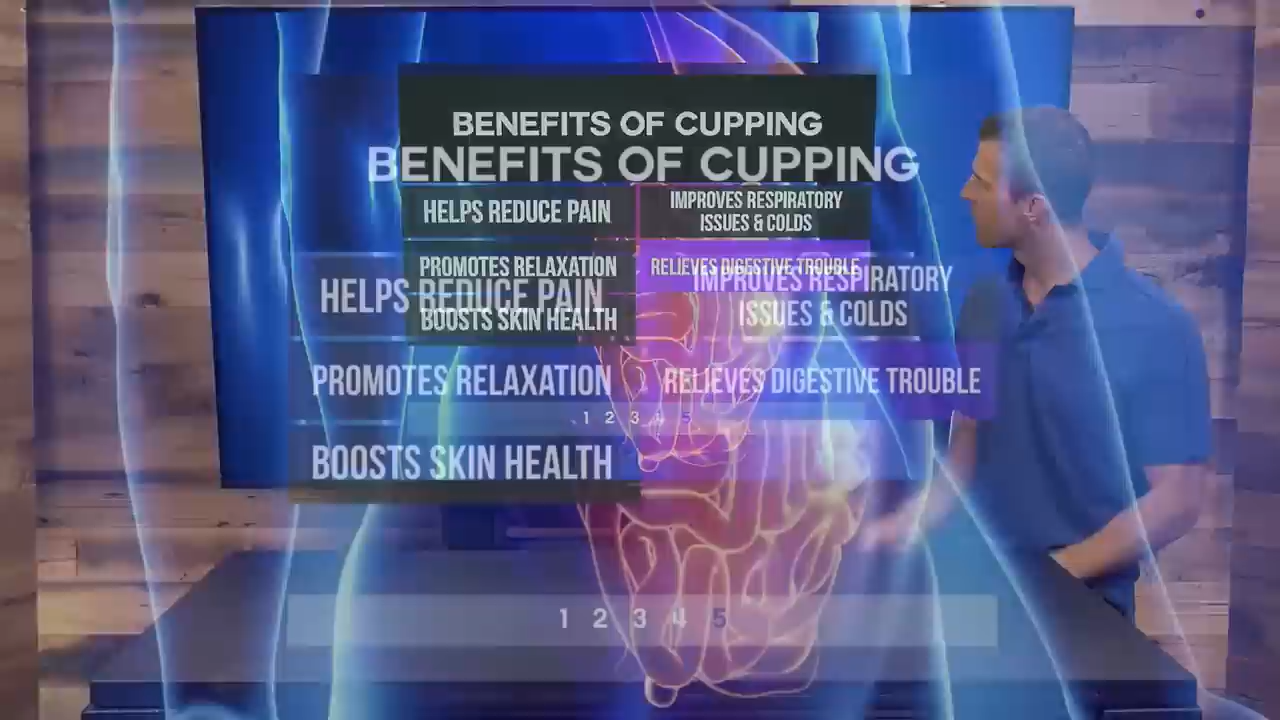 BENEFITS OF CUPPING
BENEFITS OF CUPPING
HELPS REDUCE PAIN
IMPROVES RESPIRATORY
ISSUES & COLDS
PROMOTES RELAXATION
RELIEVES DIGESTIVE TROUBLE
BOOSTS SKIN HEALTH
HELPS REDUCE PAIN
IMPROVES RESPIRATORY
ISSUES & COLDS
PROMOTES RELAXATION
RELIEVES DIGESTIVE TROUBLE
1 2 3 4 5
BOOSTS SKIN HEALTH
1 2 3 4 5